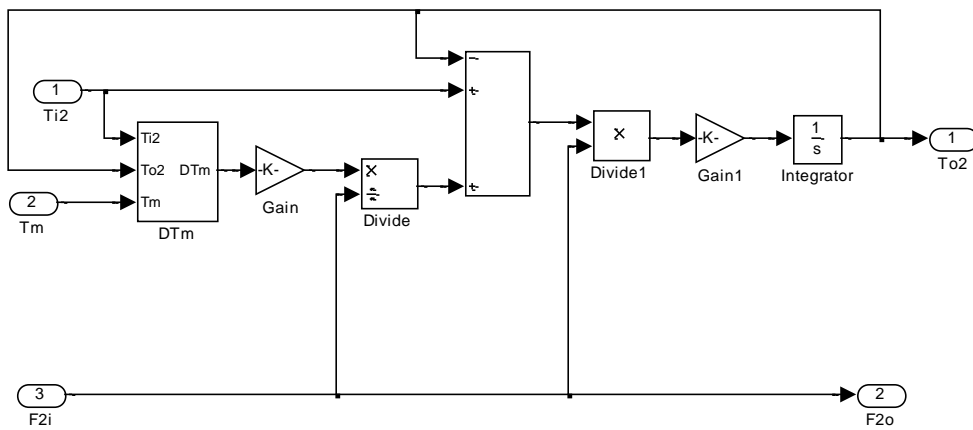 1
Ti2
Ti2
To2
DTm
Tm
DTm
2
Tm
-K-
Gain
×
÷
Divide
−
+
+
×
Divide1
-K-
Gain1
1
s
Integrator
1
To2
3
F2i
2
F2o